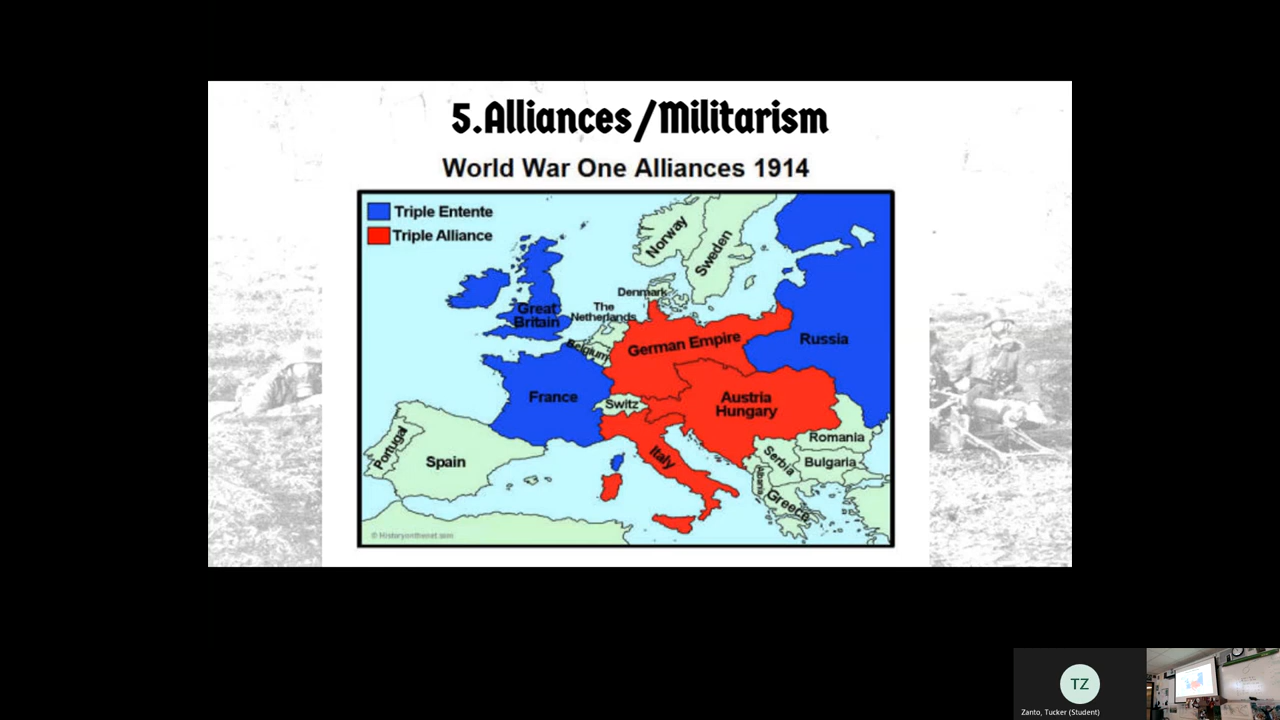 5.Alliances/Militarism
World War One Alliances 1914
Triple Entente
Triple Alliance
Norway
Sweden
Denmark
The
Netherlands
Great
Britain
Belgium
German Empire
Russia
France
Switz
Austria
Hungary
Italy
Portugal
Spain
Romania
Serbia
Bulgaria
Albania
Greece
© Historyonthenet.com
TZ
Zanto, Tucker (Student)